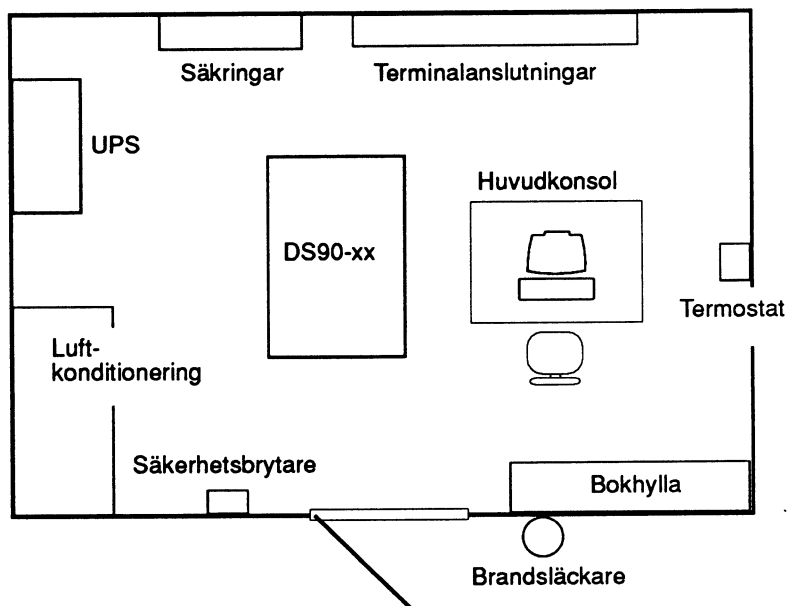 Säkringar
Terminalanslutningar
UPS
Huvudkonsol
DS90-xx
Termostat
Luft-
konditionering
Säkerhetsbrytare
Bokhylla
Brandsläckare